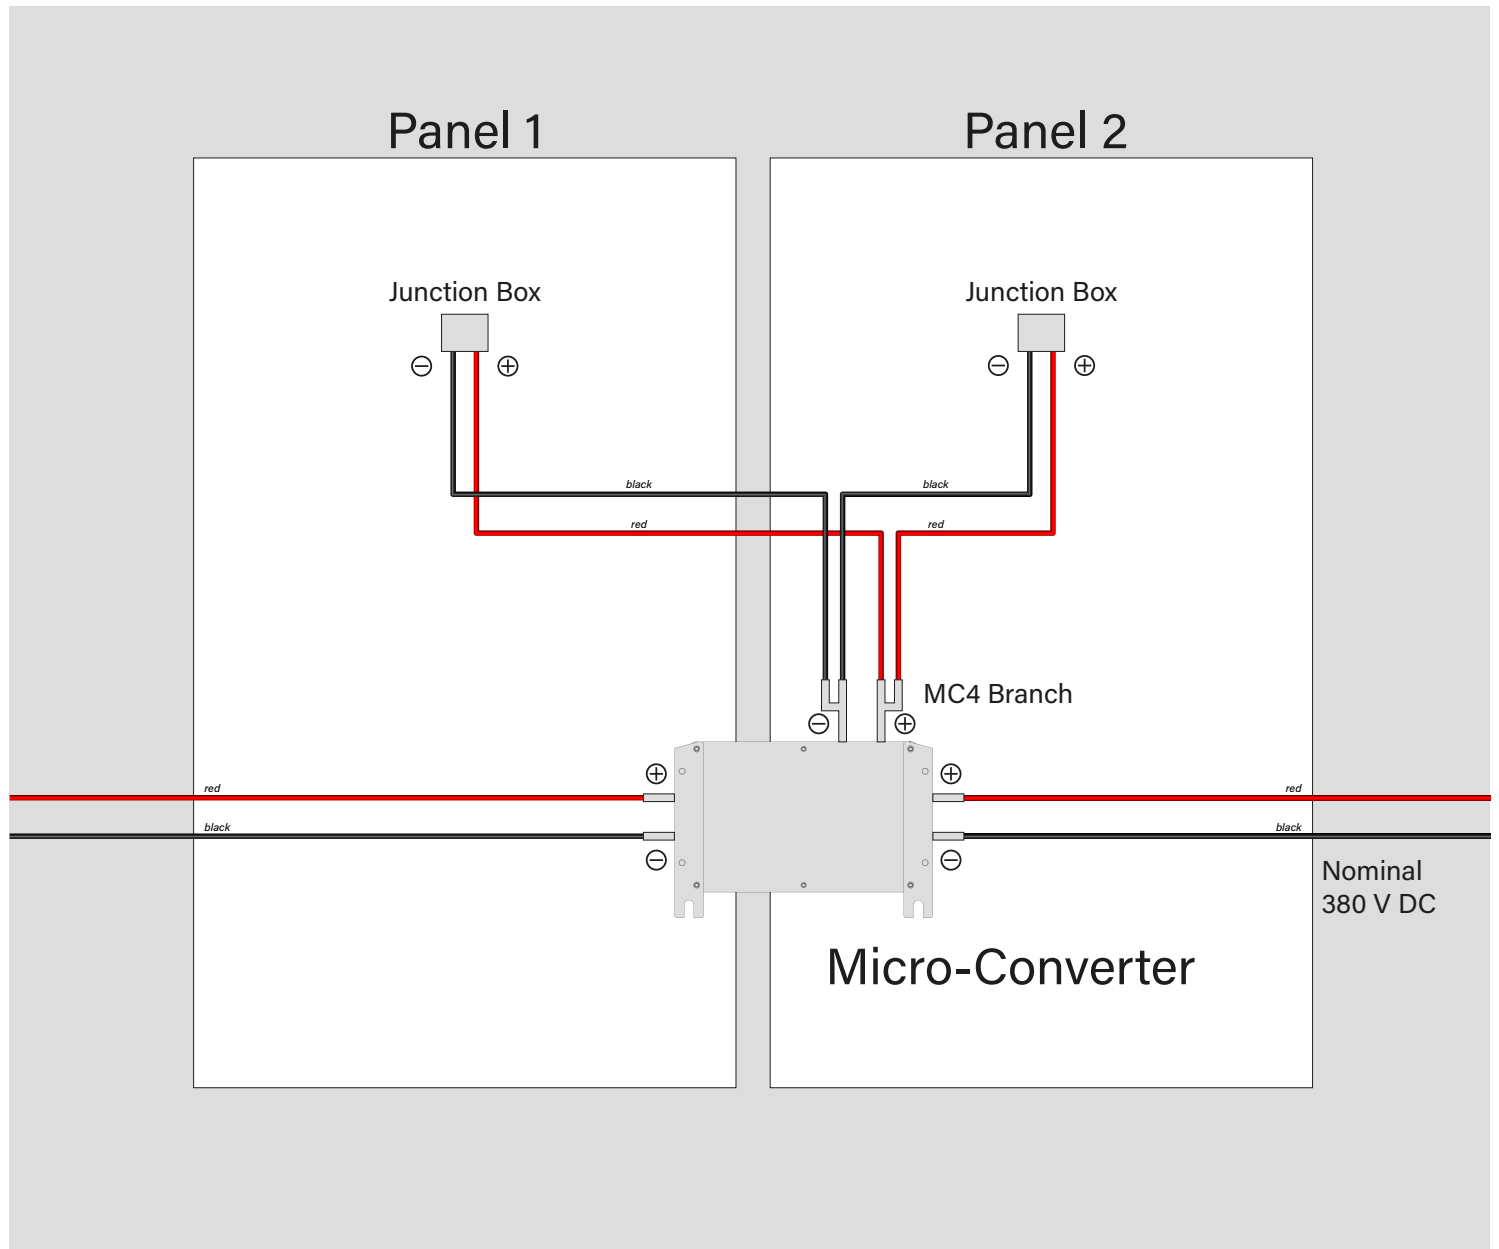 Panel 1
Panel 2
Junction Box
Junction Box
black
black
red
red
MC4 Branch
red
red
black
black
Nominal
380 V DC
Micro-Converter